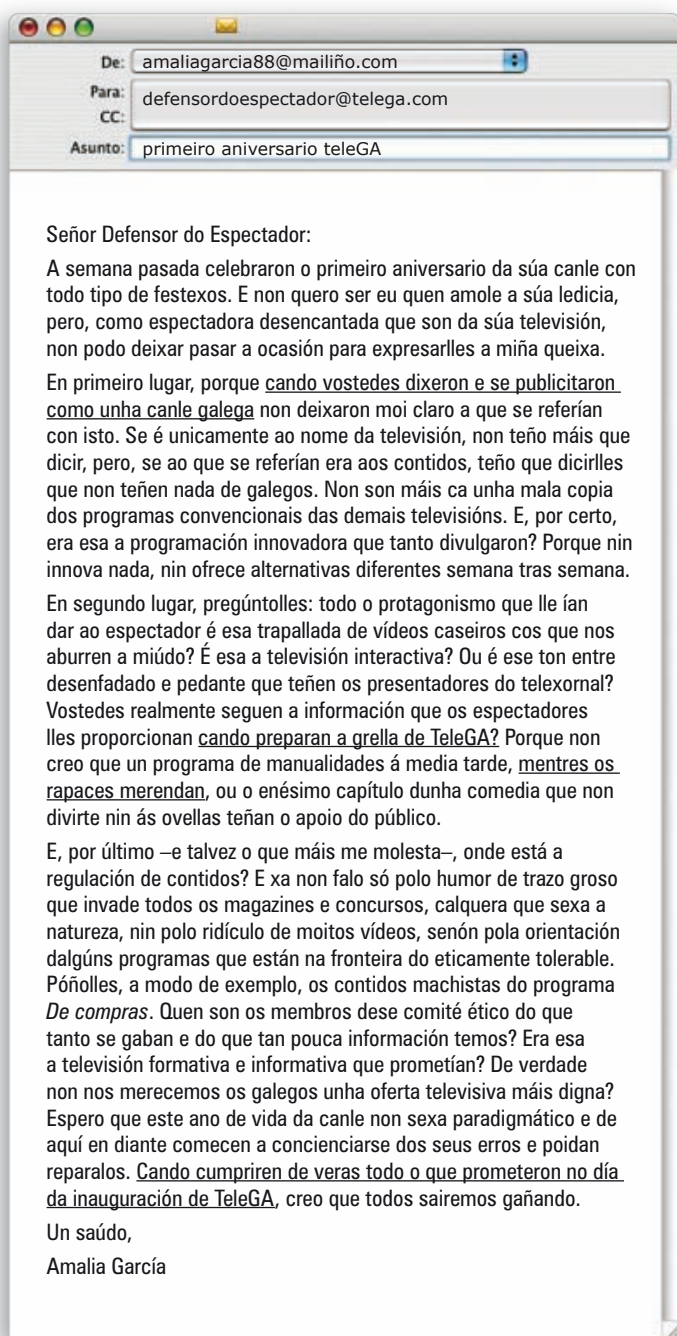 De: amaliagarcia88@mailiño.com
Para: defensordoespectador@telega.com
CC:
Asunto: primeiro aniversario teleGA
Señor Defensor do Espectador:
A semana pasada celebraron o primeiro aniversario da súa canle con
todo tipo de festexos. E non quero ser eu quen amole a súa ledicia,
pero, como espectadora desencantada que son da súa televisión,
non podo deixar pasar a ocasión para expresarlles a miña queixa.
En primeiro lugar, porque cando vostedes dixeron e se publicitaron
como unha canle galega non deixaron moi claro a que se referían
con isto. Se é unicamente ao nome da televisión, non teño máis que
dicir, pero, se ao que se referían era aos contidos, teño que dicirlles
que non teñen nada de galegos. Non son máis ca unha mala copia
dos programas convencionais das demais televisións. E, por certo,
era esa a programación innovadora que tanto divulgaron? Porque nin
innova nada, nin ofrece alternativas diferentes semana tras semana.
En segundo lugar, pregúntolles: todo o protagonismo que lle ían
dar ao espectador é esa trapallada de vídeos caseiros cos que nos
aburren a miúdo? É esa a televisión interactiva? Ou é ese ton entre
desenfadado e pedante que teñen os presentadores do telexornal?
Vostedes realmente seguen a información que os espectadores
lles proporcionan cando preparan a grella de TeleGA? Porque non
creo que un programa de manualidades á media tarde, mentres os
rapaces merendan, ou o enésimo capítulo dunha comedia que non
divirte nin ás ovellas teñan o apoio do público.
E, por último –e talvez o que máis me molesta–, onde está a
regulación de contidos? E xa non falo só polo humor de trazo groso
que invade todos os magazines e concursos, calquera que sexa a
natureza, nin polo ridículo de moitos vídeos, senón pola orientación
dalgúns programas que están na fronteira do eticamente tolerable.
Póñolles, a modo de exemplo, os contidos machistas do programa
De compras. Quen son os membros dese comité ético do que
tanto se gaban e do que tan pouca información temos? Era esa
a televisión formativa e informativa que prometían? De verdade
non nos merecemos os galegos unha oferta televisiva máis digna?
Espero que este ano de vida da canle non sexa paradigmático e de
aquí en diante comecen a concienciarse dos seus erros e poidan
reparalos. Cando cumpriren de veras todo o que prometeron no día
da inauguración de TeleGA, creo que todos sairemos gañando.
Un saúdo,
Amalia García